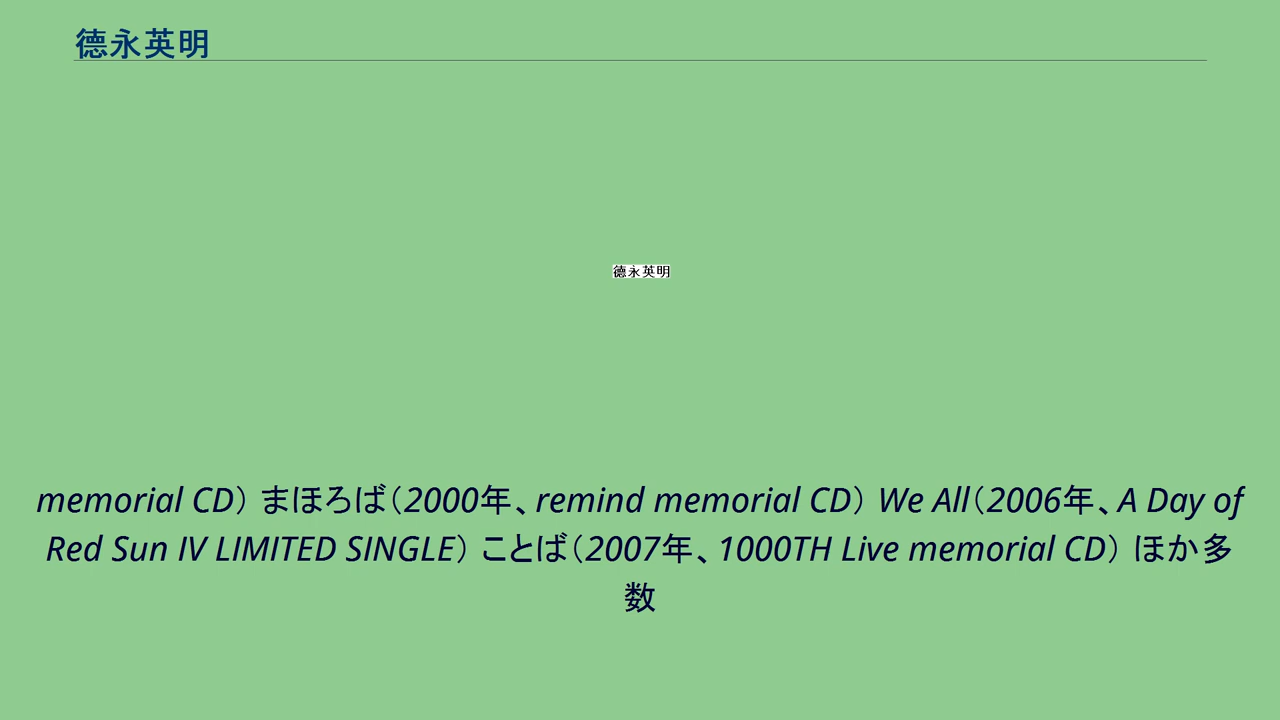 德永英明
德永英明
memorial CD） まほろば（2000年、remind memorial CD） We All（2006年、A Day of
Red Sun IV LIMITED SINGLE） ことば（2007年、1000TH Live memorial CD） ほか多
数